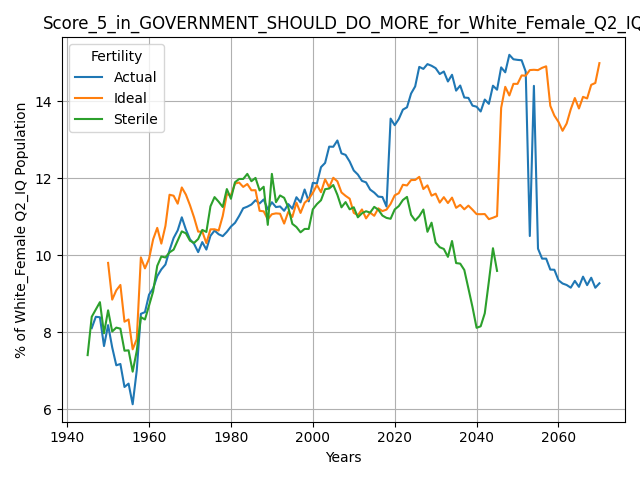 Score_5_in_GOVERNMENT_SHOULD_DO_MORE_for_White_Female_Q2_IQ
Fertility
Actual
Ideal
Sterile
% of White_Female Q2_IQ Population
14
12
10
8
6
1940 1960 1980 2000 2020 2040 2060
Years